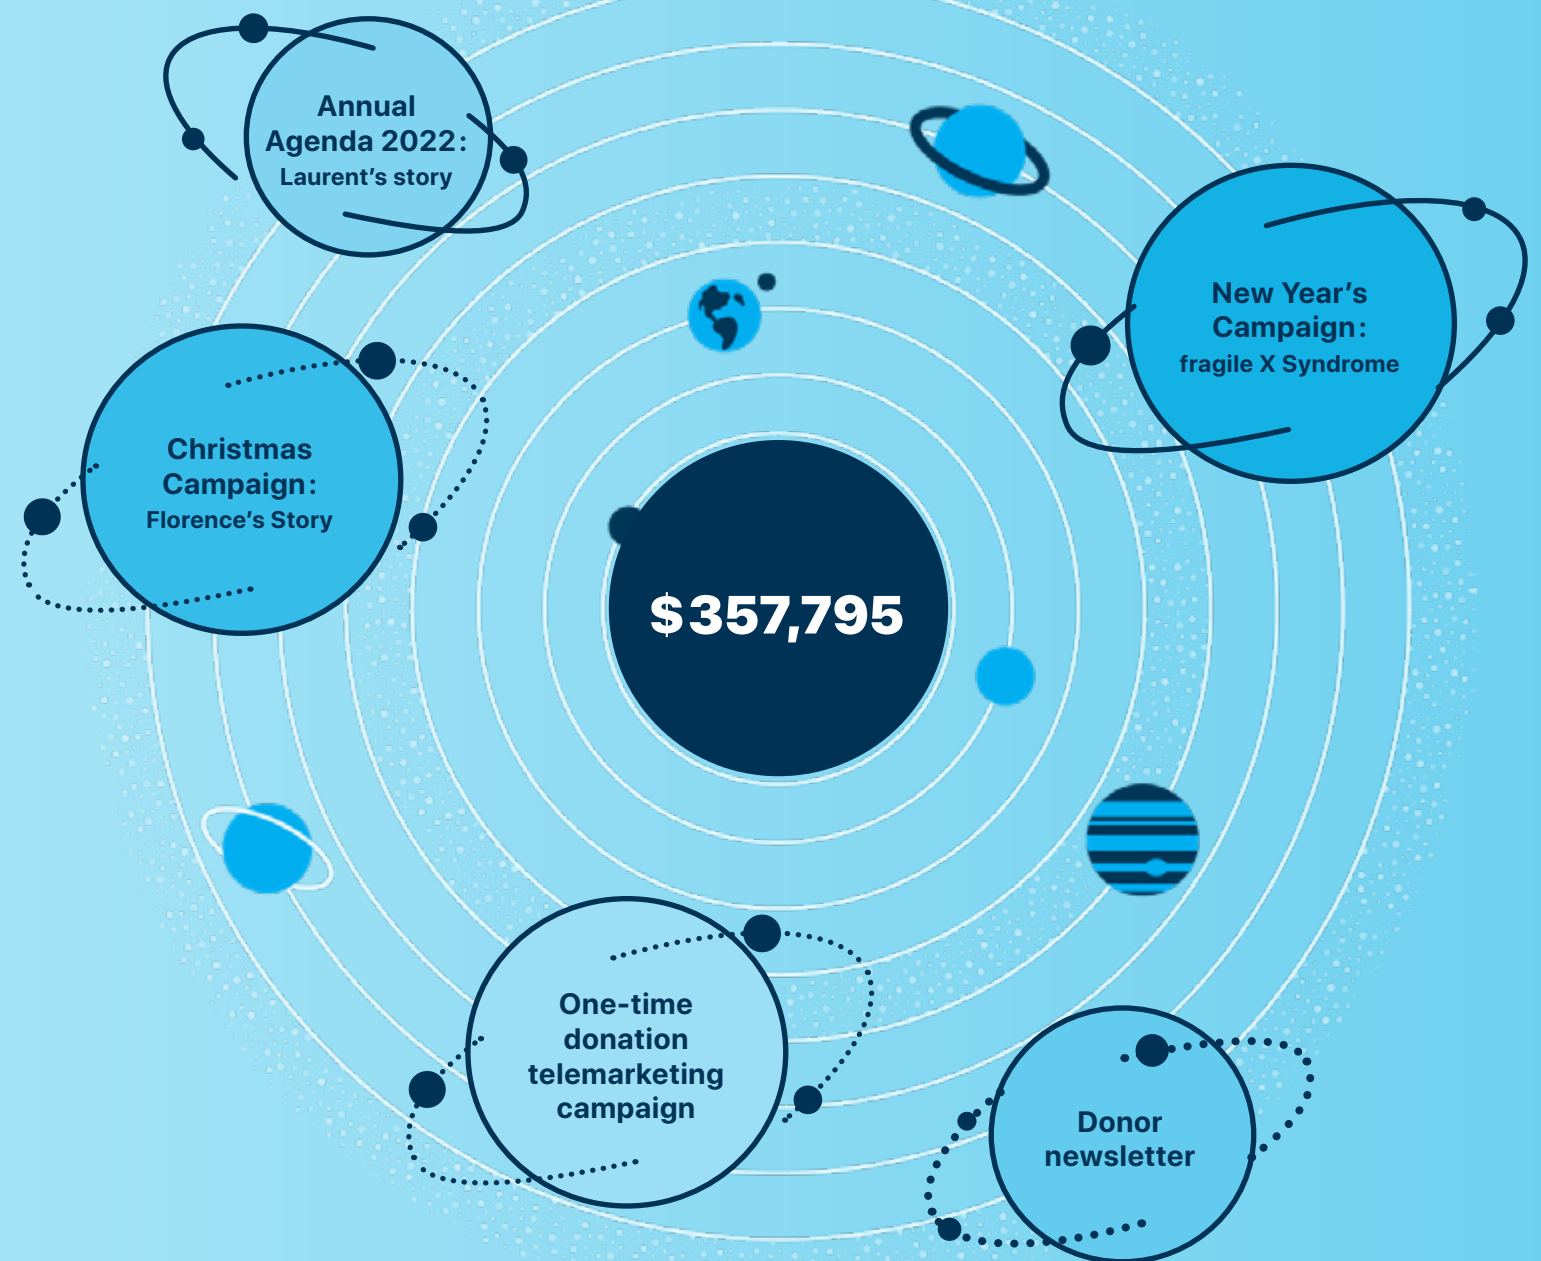 Annual
Agenda 2022:
Laurent's story
New Year's
Campaign:
fragile X Syndrome
Christmas
Campaign:
Florence's Story
$357,795
One-time
donation
telemarketing
campaign
Donor
newsletter